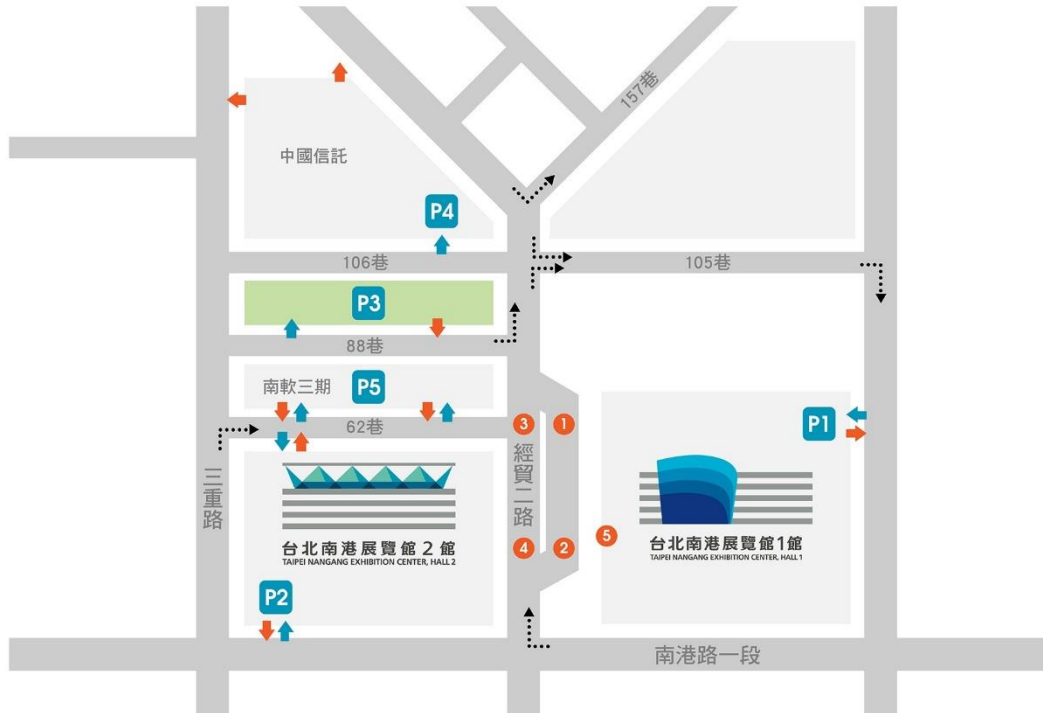 157巷
中國信託
P4
106巷
105巷
P3
88巷
南軟三期
P5
62巷
3
1
P1
三重路
經貿二路
台北南港展覽館2館
TAIPEI NANGANG EXHIBITION CENTER, HALL 2
4
2
5
台北南港展覽館1館
TAIPEI NANGANG EXHIBITION CENTER, HALL 1
P2
南港路一段